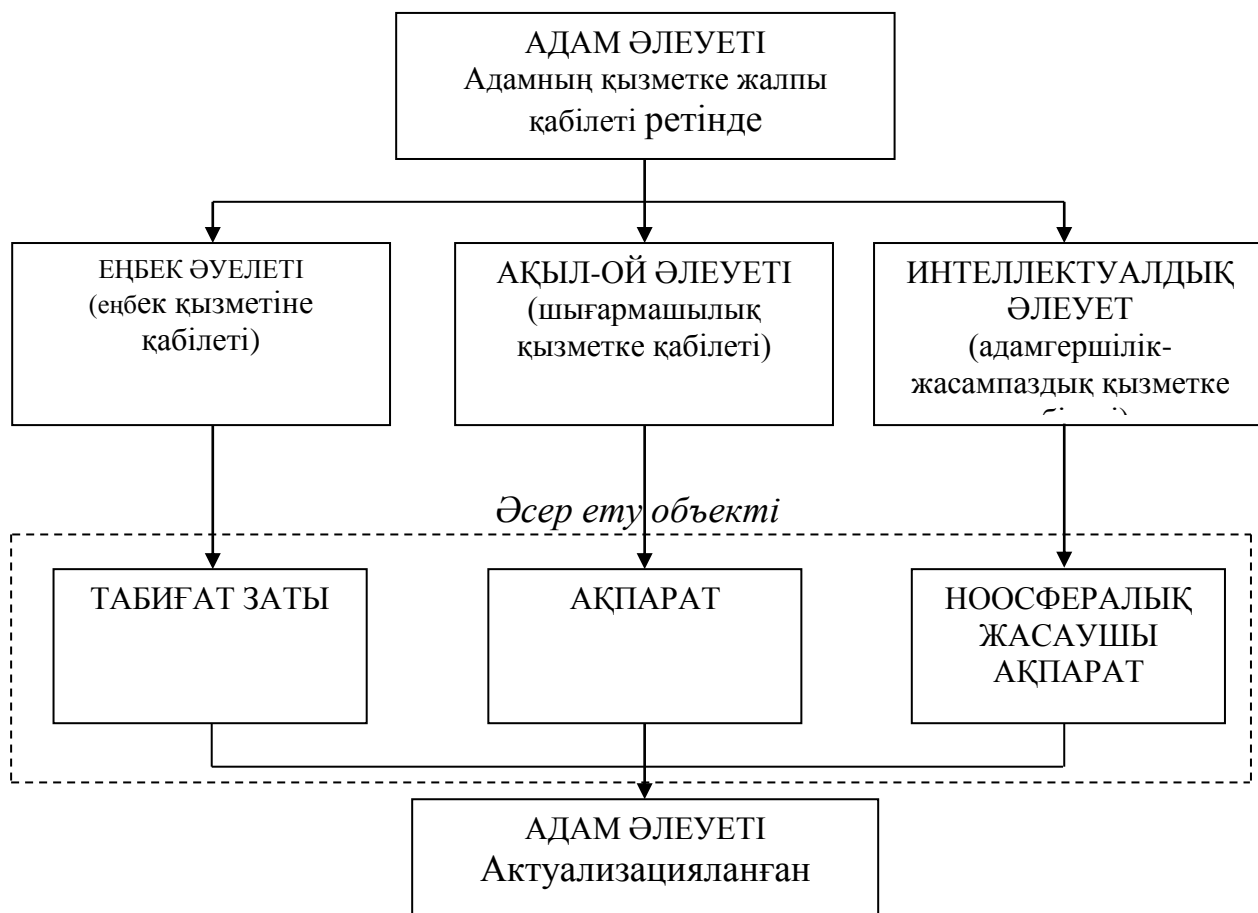 АДАМ ӘЛЕУЕТІ
Адамның қызметке жалпы
қабілеті ретінде
ЕҢБЕК ӘУЕЛЕТІ
(еңбек қызметіне
қабілеті)
АҚЫЛ-ОЙ ӘЛЕУЕТІ
(шығармашылық
қызметке қабілеті)
ИНТЕЛЛЕКТУАЛДЫҚ
ӘЛЕУЕТ
(адамгершілік-
жасампаздық қызметке
Әсер ету объекті
ТАБИҒАТ ЗАТЫ
АҚПАРАТ
НООСФЕРАЛЫҚ
ЖАСАУШЫ
АҚПАРАТ
АДАМ ӘЛЕУЕТІ
Актуализацияланған